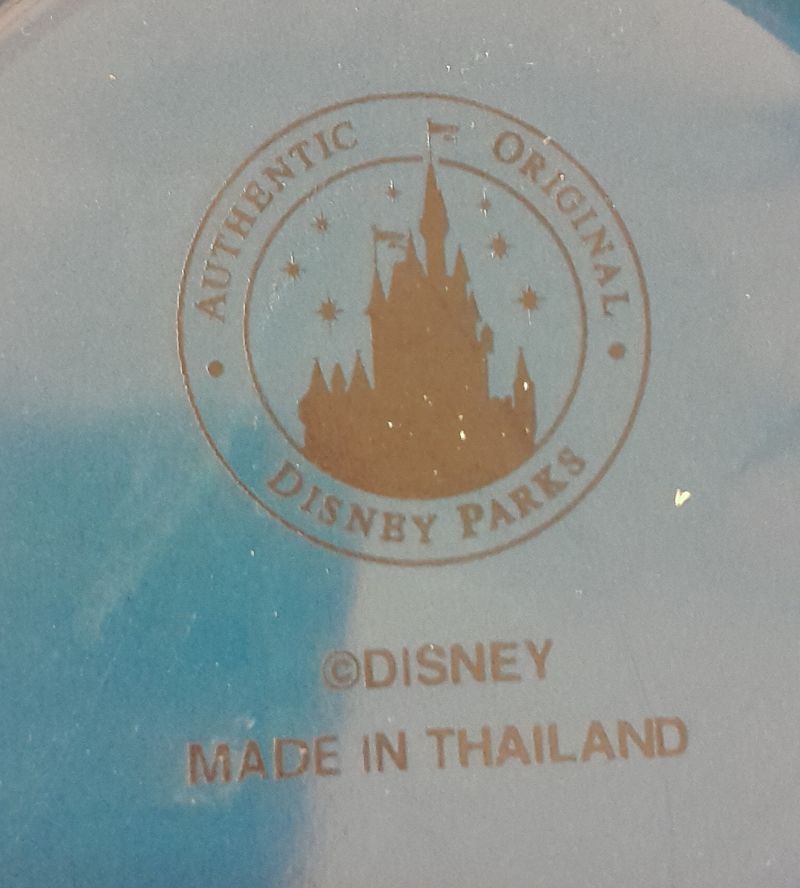 AUTHENTIC ORIGINAL
DISNEY PARKS
©DISNEY
MADE IN THAILAND